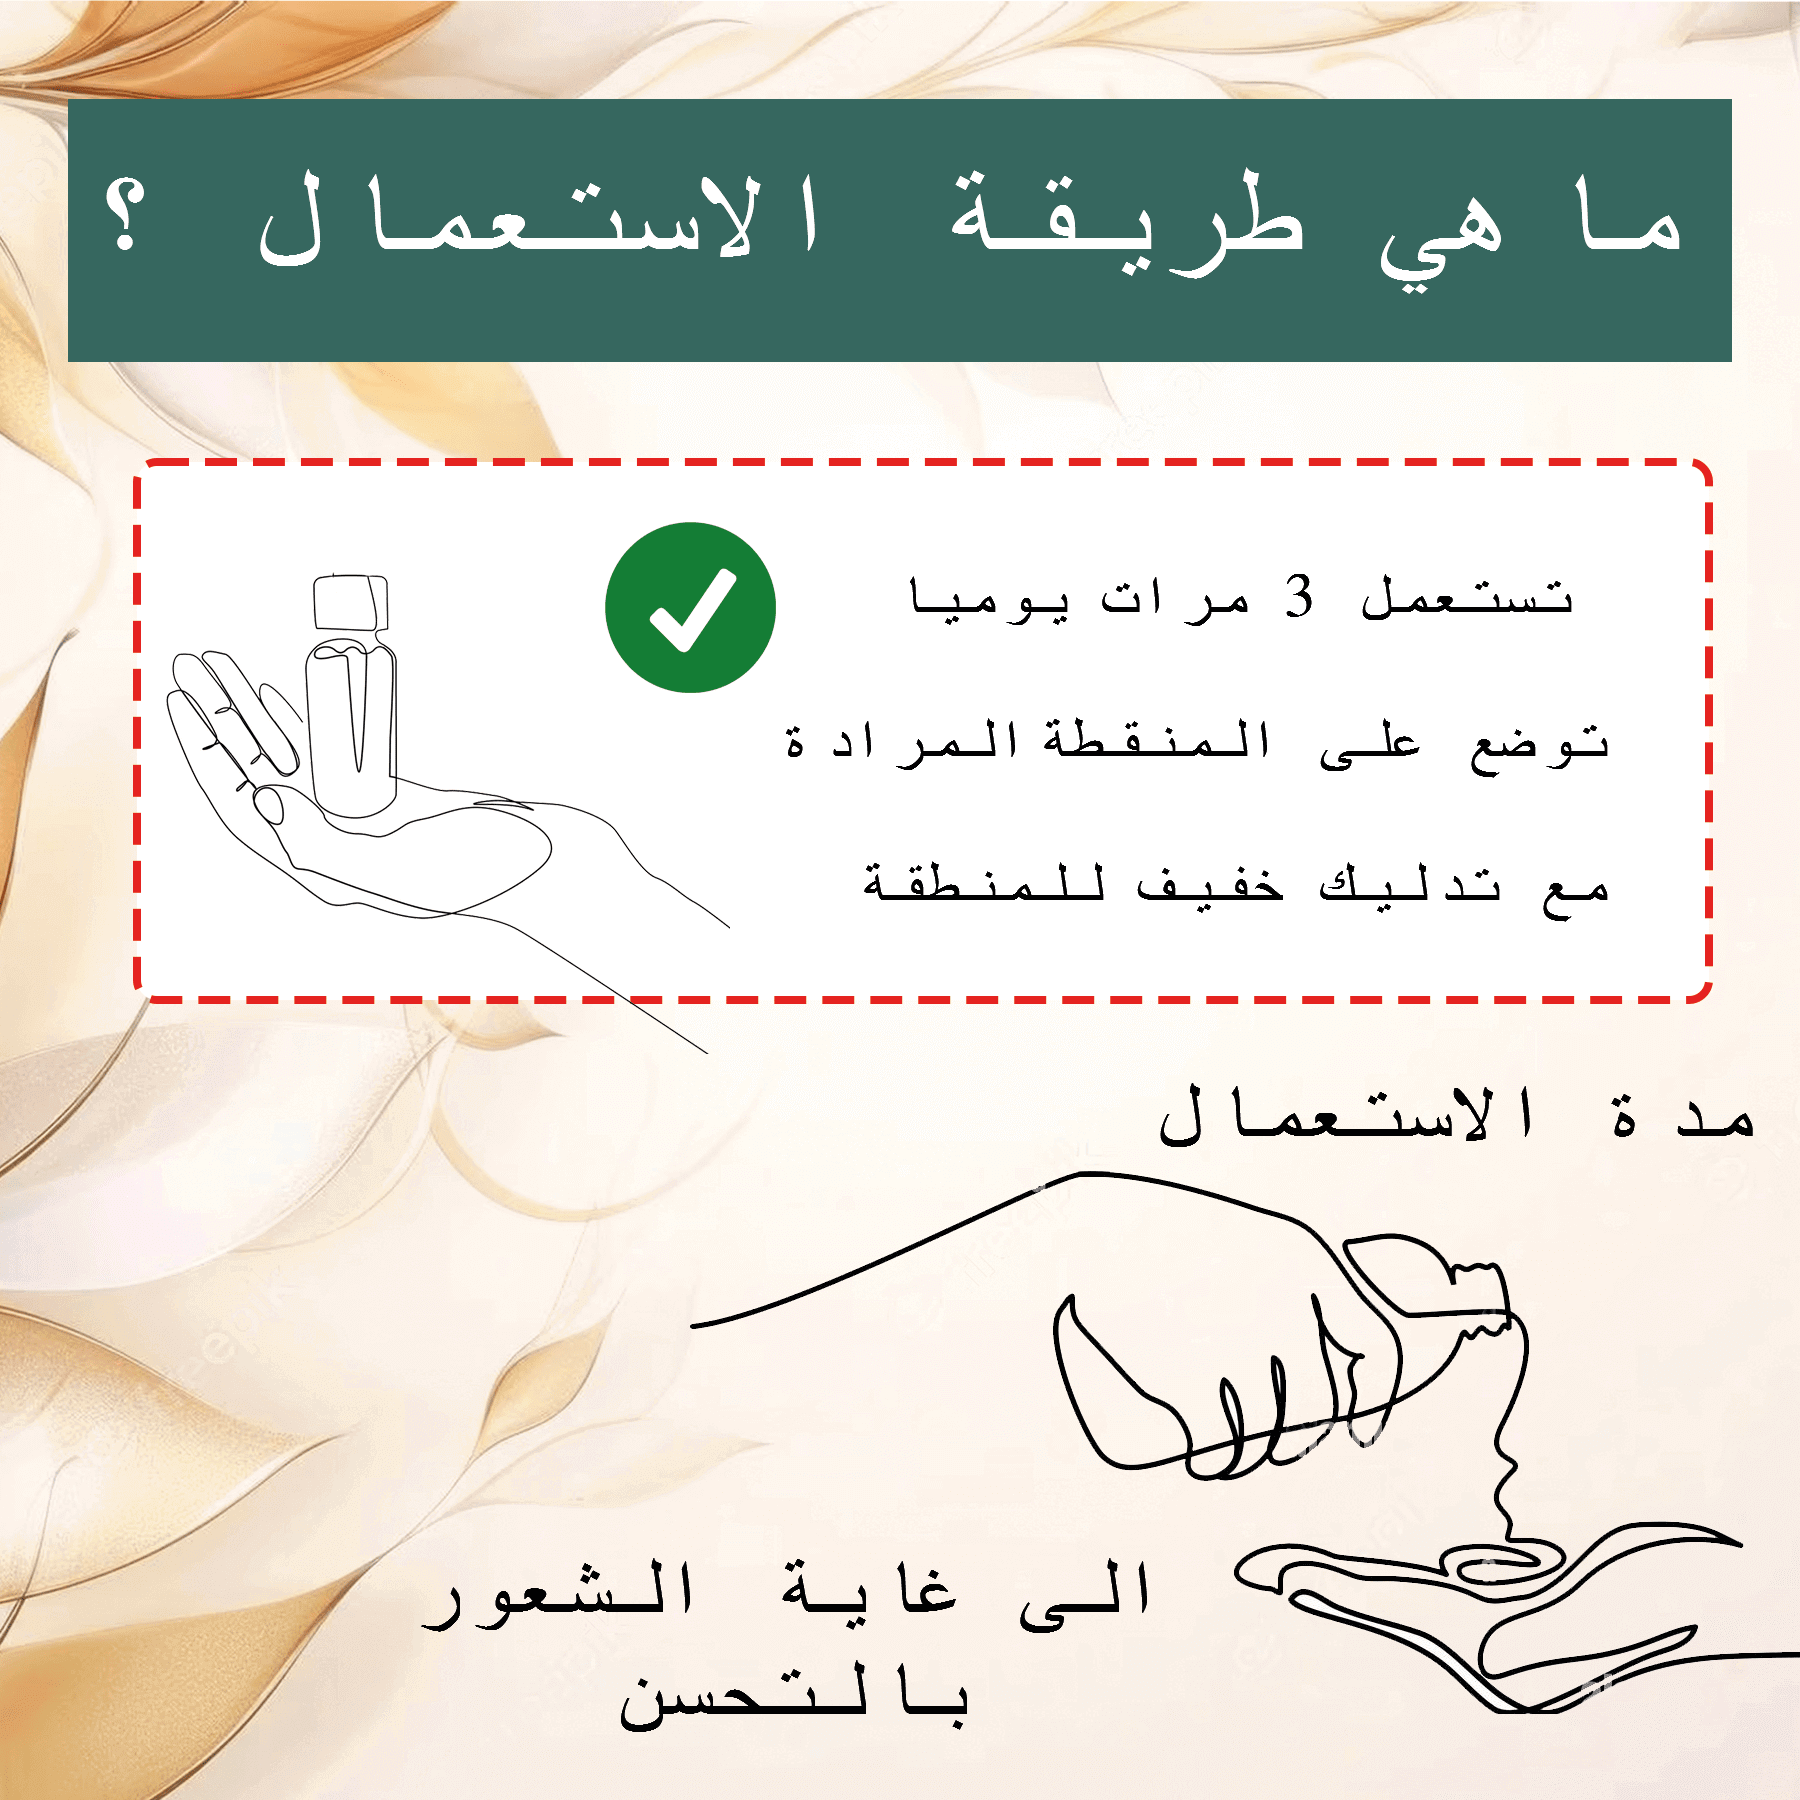 ما هي طريقة الاستعمال ؟
تستعمل 3 مرات يوميا
توضع على المنقطة المرادة
مع تدليك خفيف للمنطقة
مدة الاستعمال
الى غاية الشعور
بالتحسن